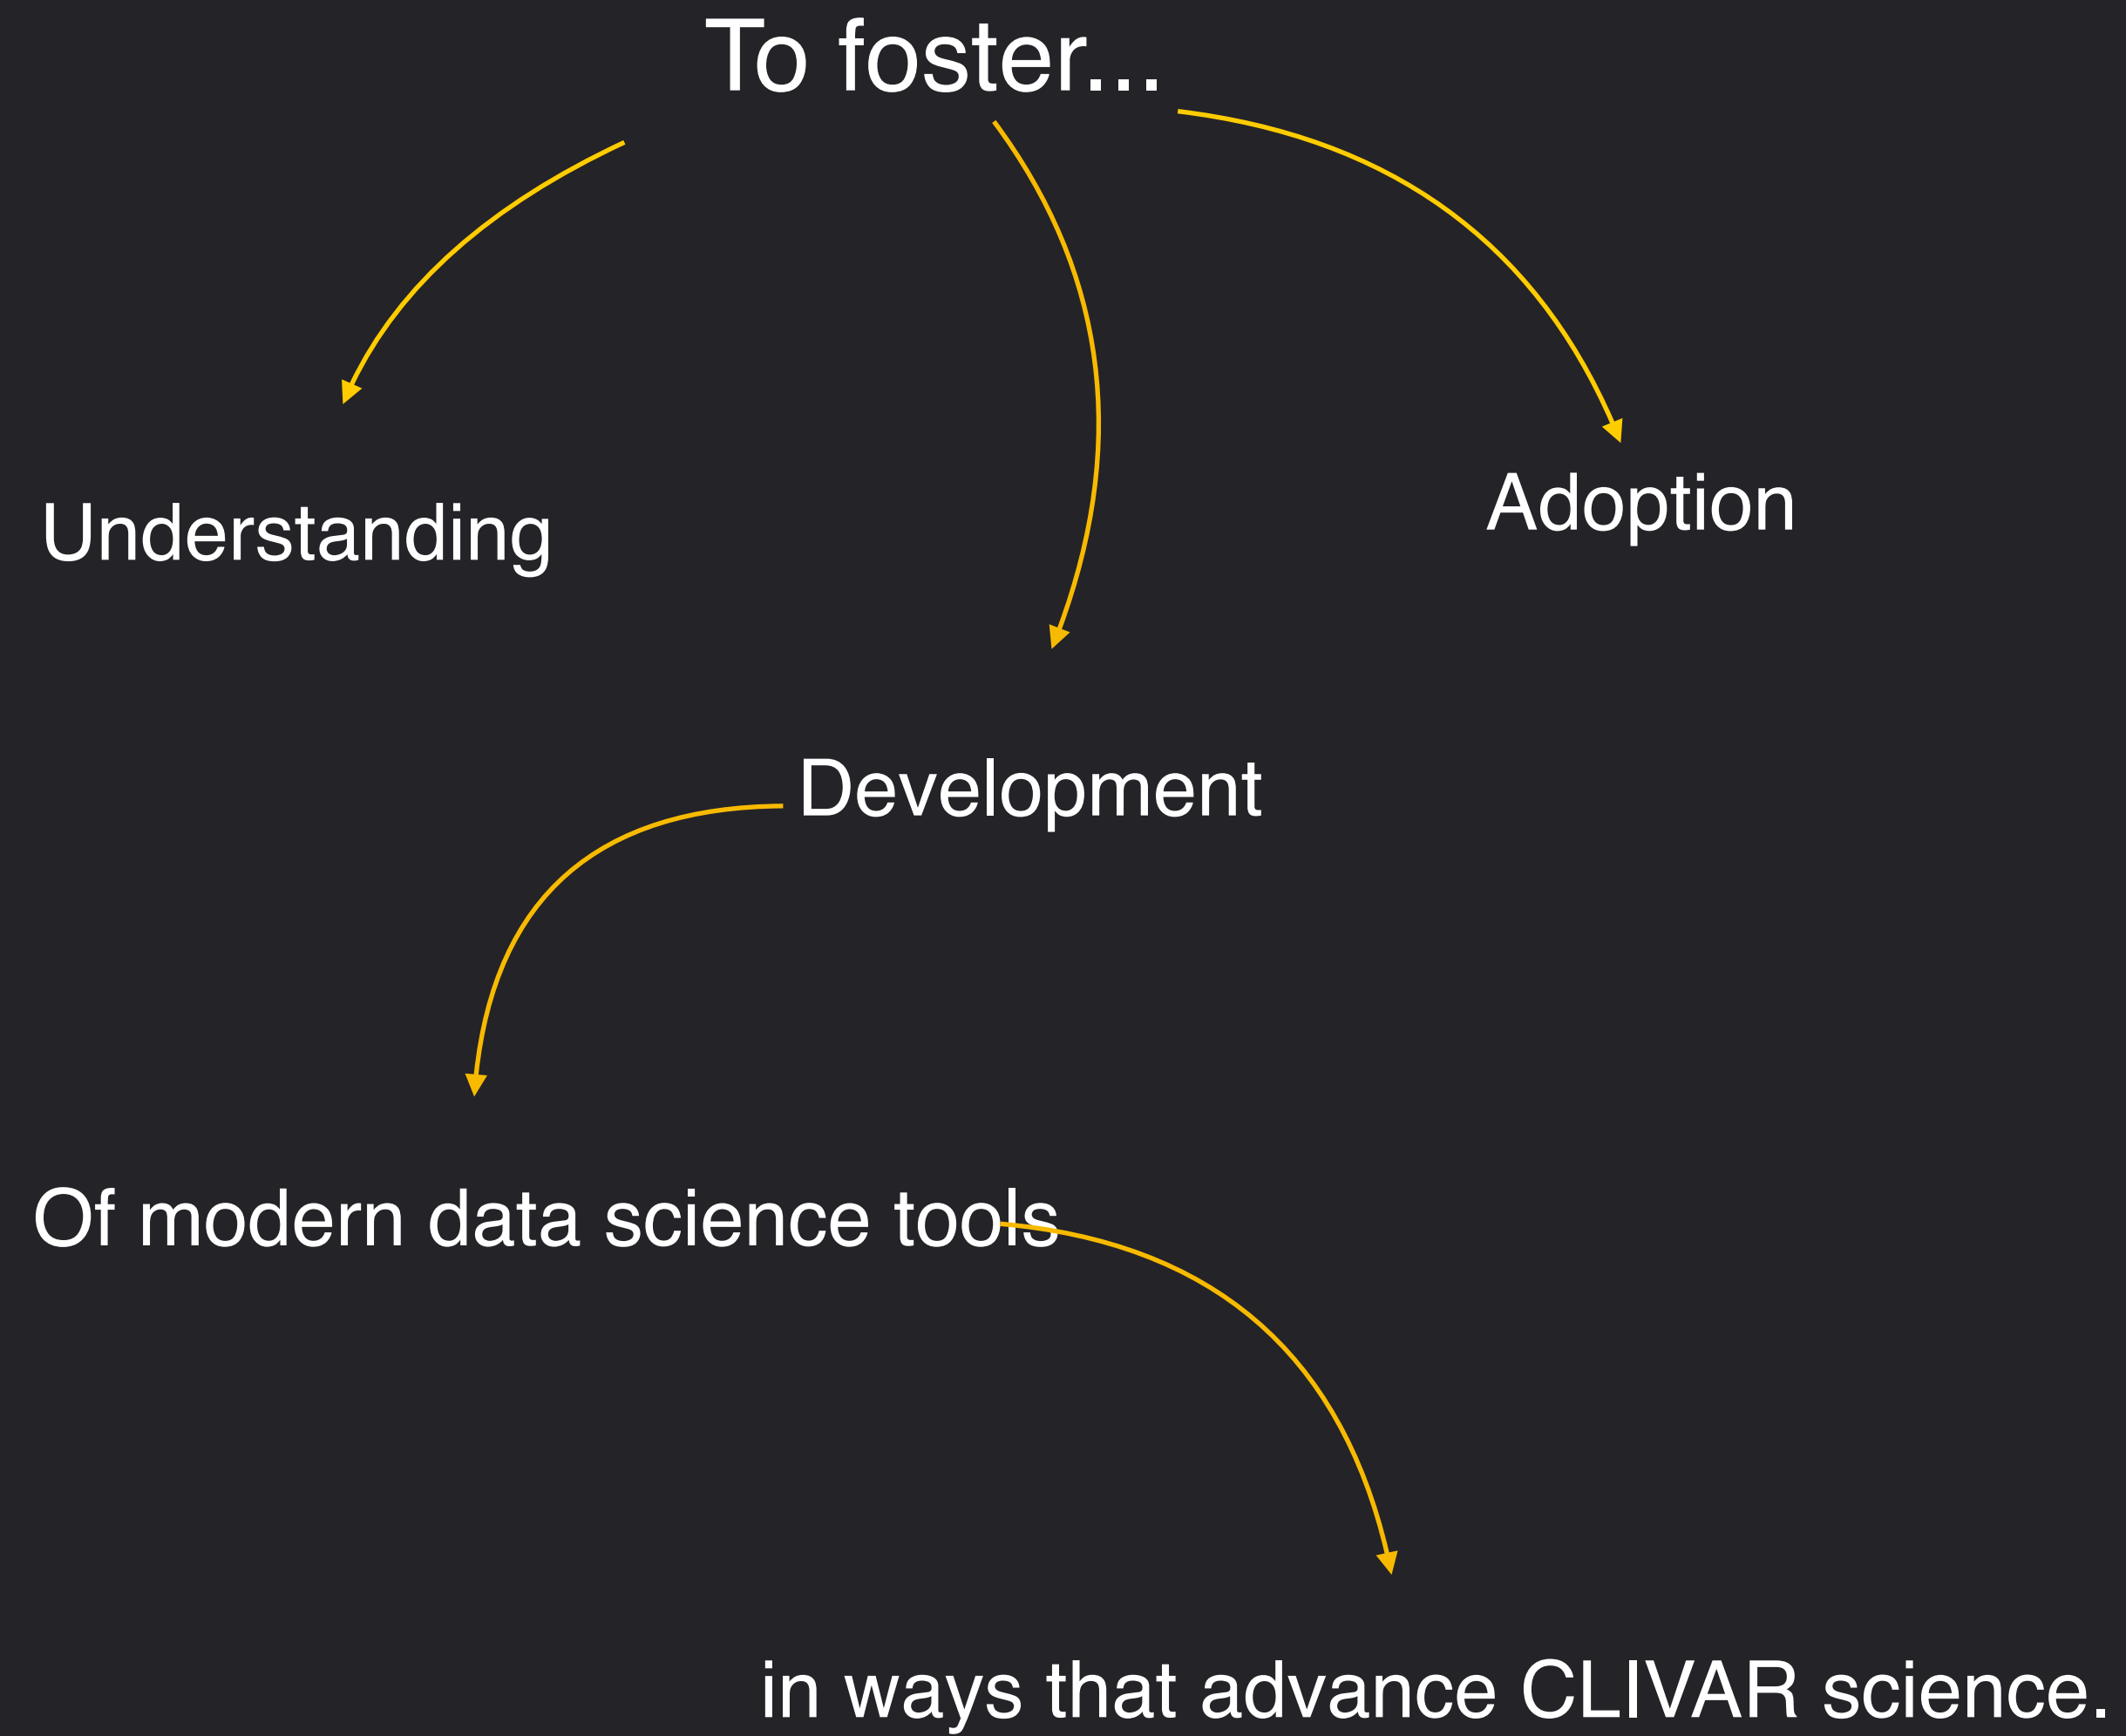 To foster...
Understanding
Adoption
Development
Of modern data science tools
in ways that advance CLIVAR science.